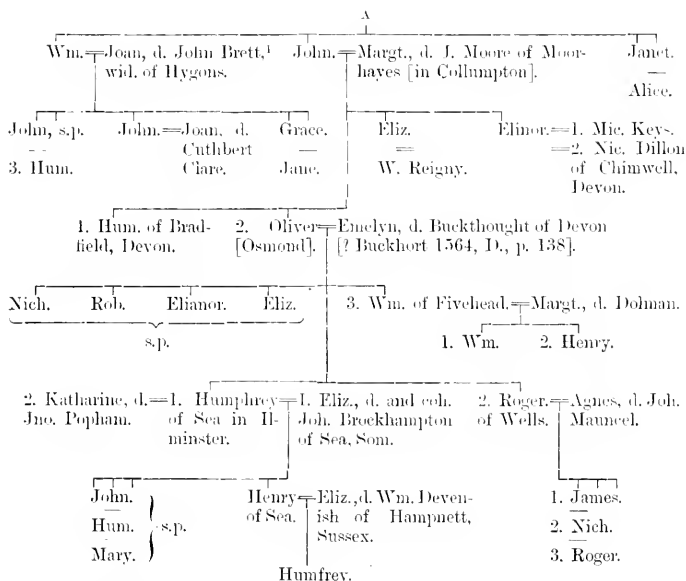 A
Wm. Joan, d. John Brett,¹ John. Margt., d. J. Moore of Moor- Janet.
wid. of Hygons. hayes [in Collumpton]. —
Alice.
John, s.p. John. Joan, d. Grace. Eliz. Elinor. 1. Mic. Keys.
— Cuthbert — = = 2. Nic. Dillon
3. Hum. Clare. Jane. W. Reigny. of Chimwell,
Devon.
1. Hum. of Brad- 2. Oliver Emelyn, d. Buckthought of Devon
field, Devon. [Osmond]. [? Buckhort 1564, D., p. 138].
Nich. Rob. Elianor. Eliz. 3. Wm. of Fivehead. Margt., d. Dolman.
s.p. 1. Wm. 2. Henry.
2. Katharine, d. = 1. Humphrey 1. Eliz., d. and coh. 2. Roger. Agnes, d. Joh.
Jno. Popham. of Sea in Il- Joh. Brockhampton of Wells. Mauncel.
minster. of Sea, Som.
John. Henry Eliz., d. Wm. Deven- 1. James.
Hum. s.p. of Sea. ish of Hampnett, 2. Nich.
Mary. Sussex. 3. Roger.
Humfrey.